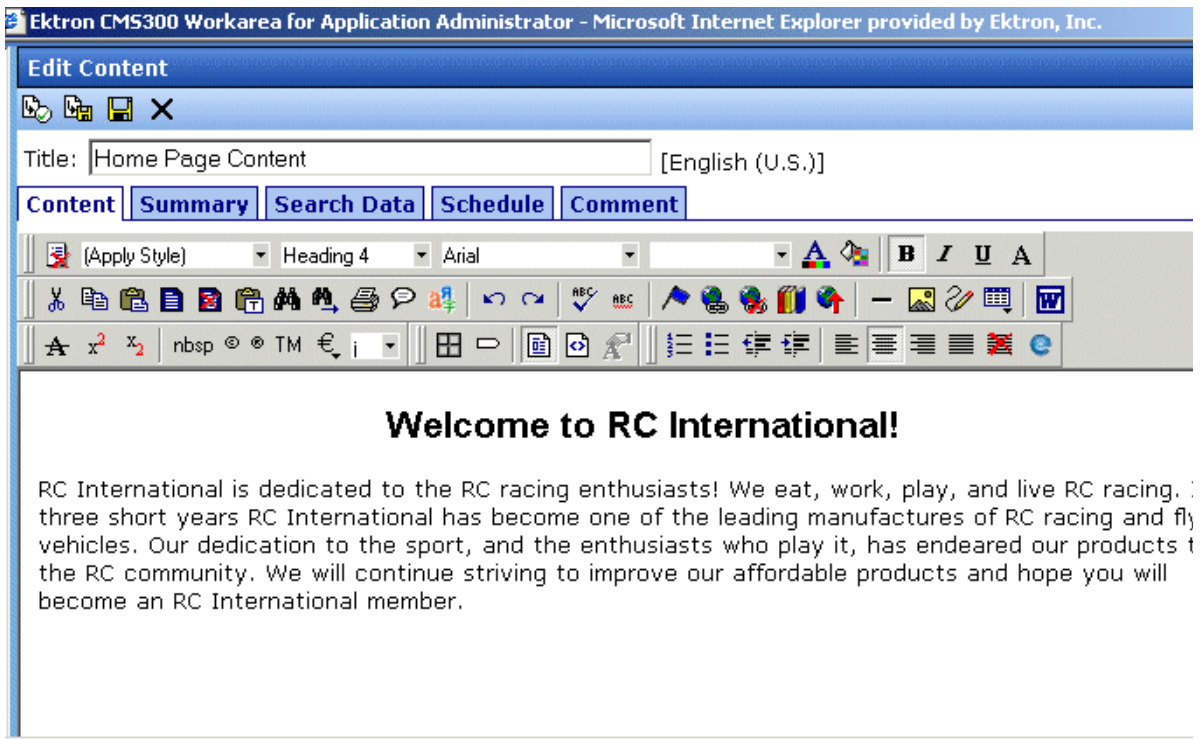 Ektron CMS300 Workarea for Application Administrator - Microsoft Internet Explorer provided by Ektron, Inc.
Edit Content
Title: Home Page Content [English (U.S.)]
Content Summary Search Data Schedule Comment
(Apply Style) Heading 4 Arial A B I U A
ABC ABC W
A x² x₂ nbsp © ® TM € ¡
Welcome to RC International!
RC International is dedicated to the RC racing enthusiasts! We eat, work, play, and live RC racing.
three short years RC International has become one of the leading manufactures of RC racing and
vehicles. Our dedication to the sport, and the enthusiasts who play it, has endeared our products
the RC community. We will continue striving to improve our affordable products and hope you will
become an RC International member.